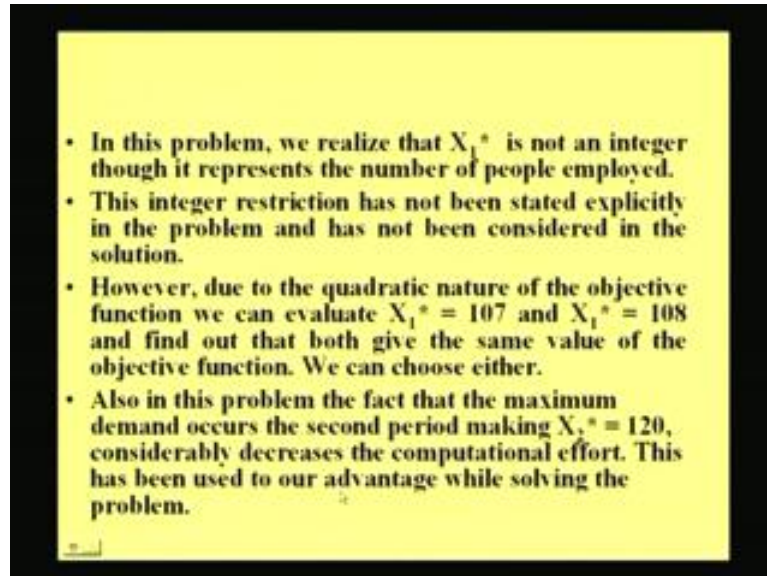 • In this problem, we realize that X₁* is not an integer
though it represents the number of people employed.
• This integer restriction has not been stated explicitly
in the problem and has not been considered in the
solution.
• However, due to the quadratic nature of the objective
function we can evaluate X₁* = 107 and X₁* = 108
and find out that both give the same value of the
objective function. We can choose either.
• Also in this problem the fact that the maximum
demand occurs the second period making X₂* = 120,
considerably decreases the computational effort. This
has been used to our advantage while solving the
problem.